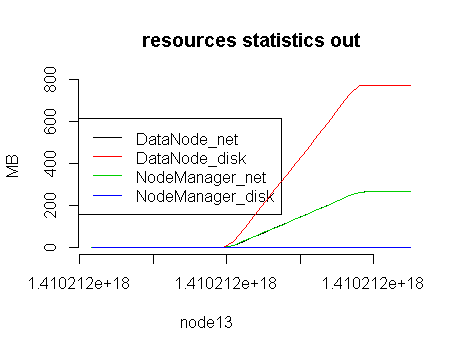 resources statistics out
800
600
400
200
0
MB
DataNode_net
DataNode_disk
NodeManager_net
NodeManager_disk
1.410212e+18 1.410212e+18 1.410212e+18
node13